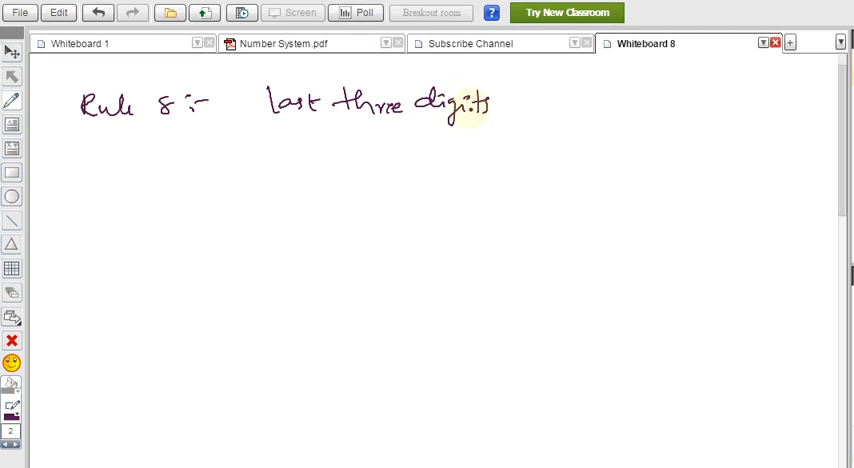 File Edit Screen Poll Breakout room ? Try New Classroom
Whiteboard 1 Number System.pdf Subscribe Channel Whiteboard 8
Rule 8 :- last three digits
2